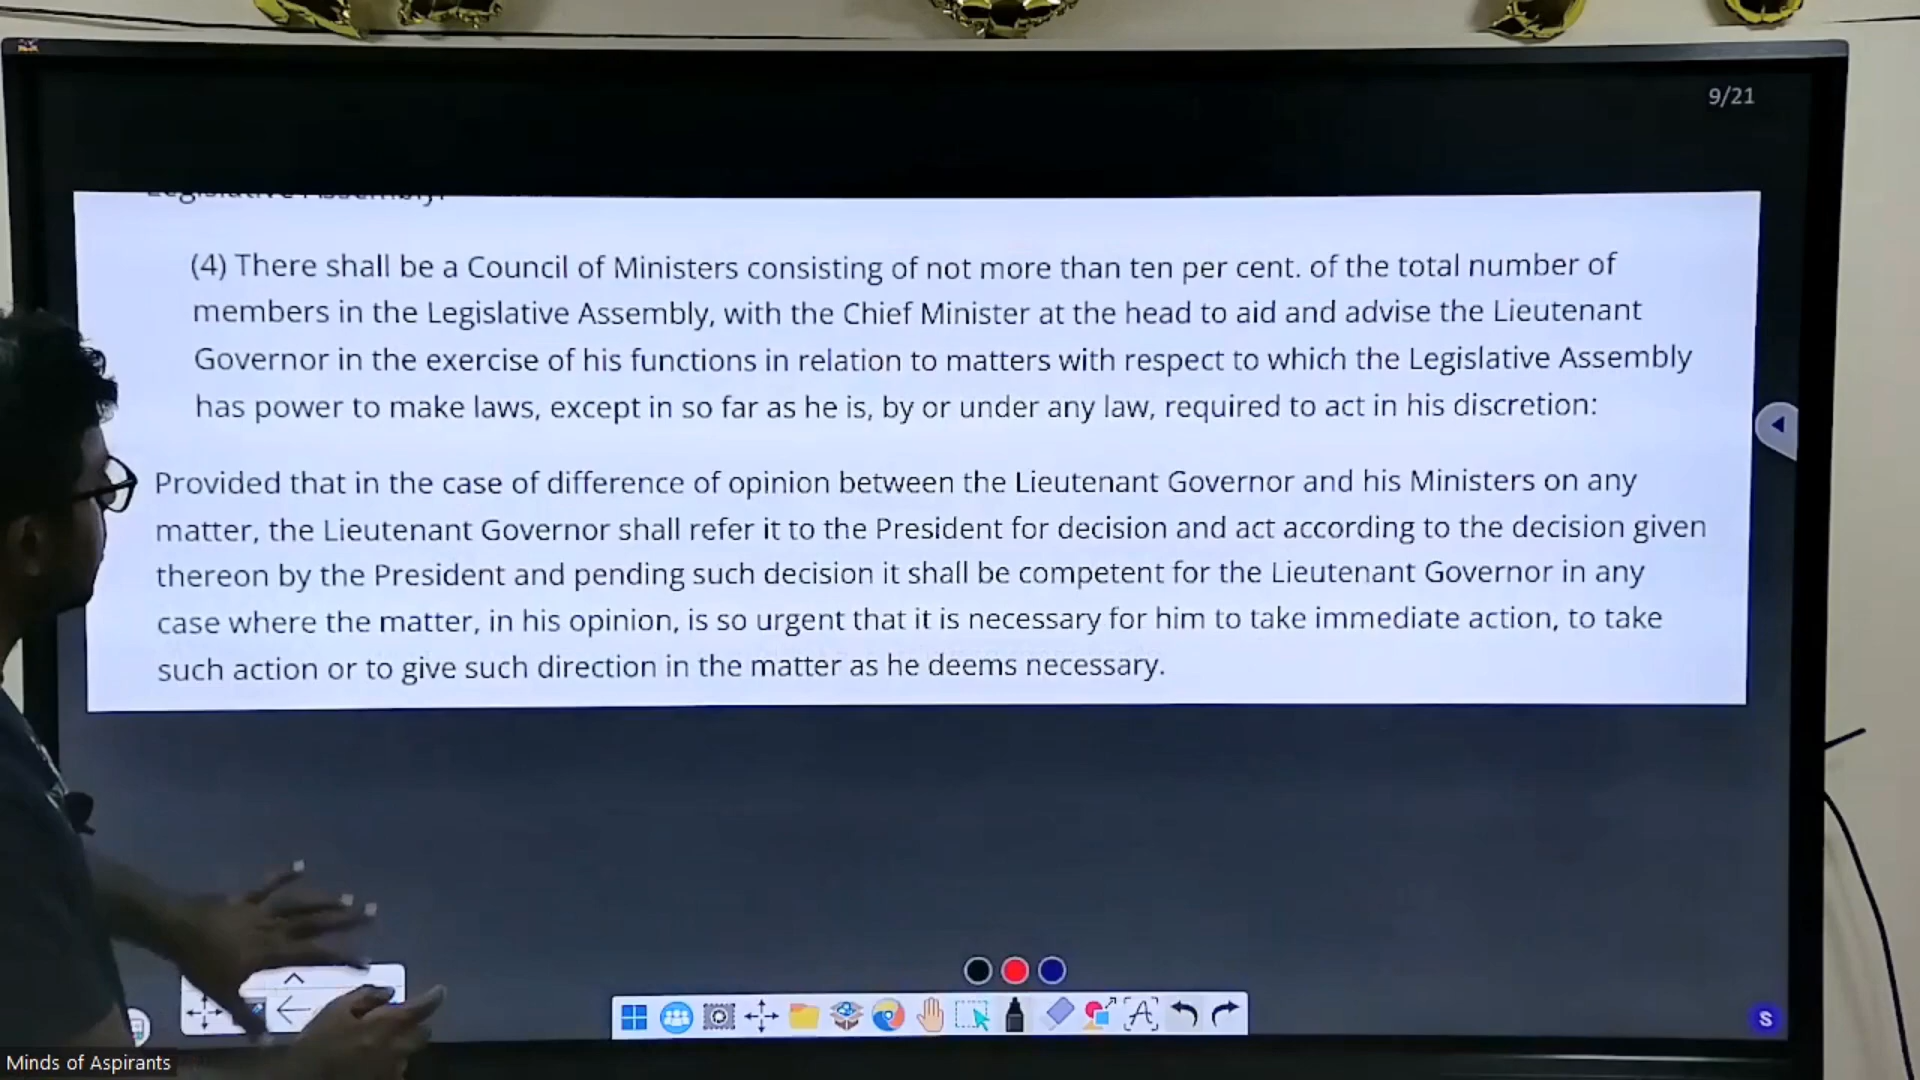 9/21
Legislative Assembly.
(4) There shall be a Council of Ministers consisting of not more than ten per cent. of the total number of
members in the Legislative Assembly, with the Chief Minister at the head to aid and advise the Lieutenant
Governor in the exercise of his functions in relation to matters with respect to which the Legislative Assembly
has power to make laws, except in so far as he is, by or under any law, required to act in his discretion:
Provided that in the case of difference of opinion between the Lieutenant Governor and his Ministers on any
matter, the Lieutenant Governor shall refer it to the President for decision and act according to the decision given
thereon by the President and pending such decision it shall be competent for the Lieutenant Governor in any
case where the matter, in his opinion, is so urgent that it is necessary for him to take immediate action, to take
such action or to give such direction in the matter as he deems necessary.
A
S
Minds of Aspirants